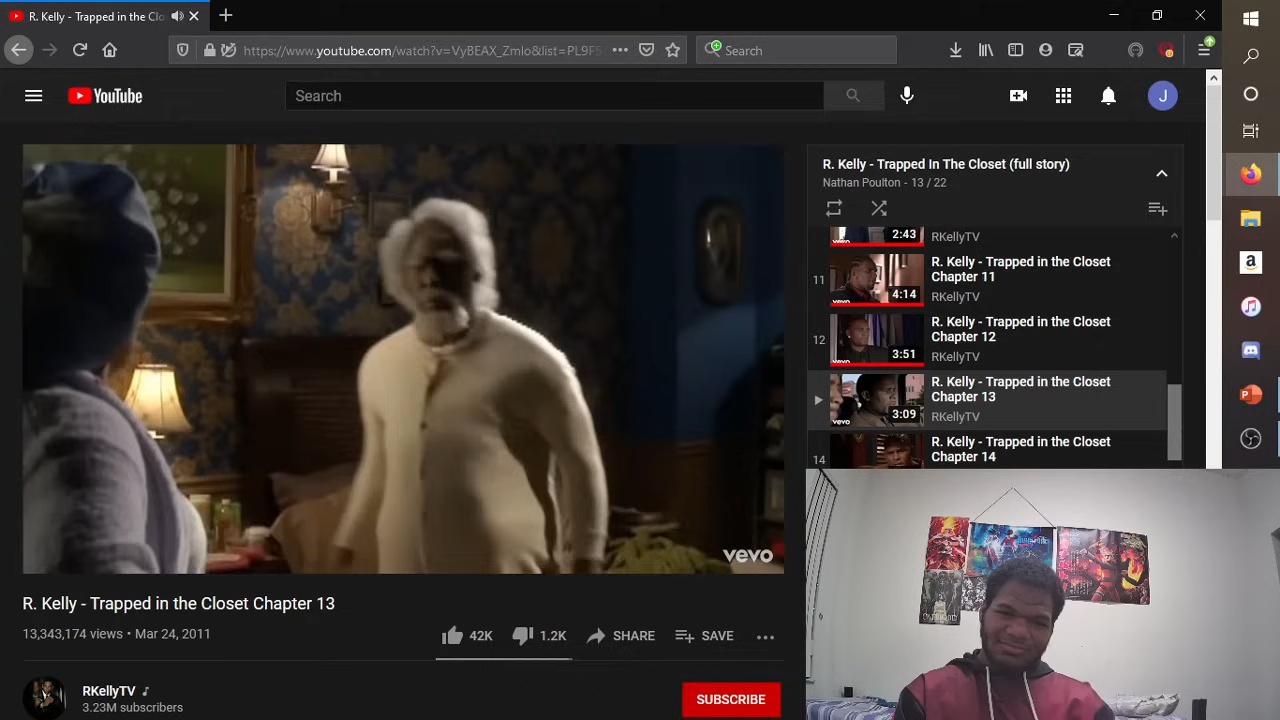 R. Kelly - Trapped in the Clo
https://www.youtube.com/watch?v=VyBEAX_2mlo&list=PL9F5
Search
YouTube
Search
J
R. Kelly - Trapped In The Closet (full story)
Nathan Poulton - 13 / 22
2:43
RKellyTV
11
4:14
R. Kelly - Trapped in the Closet
Chapter 11
RKellyTV
12
3:51
R. Kelly - Trapped in the Closet
Chapter 12
RKellyTV
3:09
R. Kelly - Trapped in the Closet
Chapter 13
RKellyTV
14
R. Kelly - Trapped in the Closet
Chapter 14
vevo
R. Kelly - Trapped in the Closet Chapter 13
13,343,174 views • Mar 24, 2011
42K
1.2K
SHARE
SAVE
RKellyTV
3.23M subscribers
SUBSCRIBE